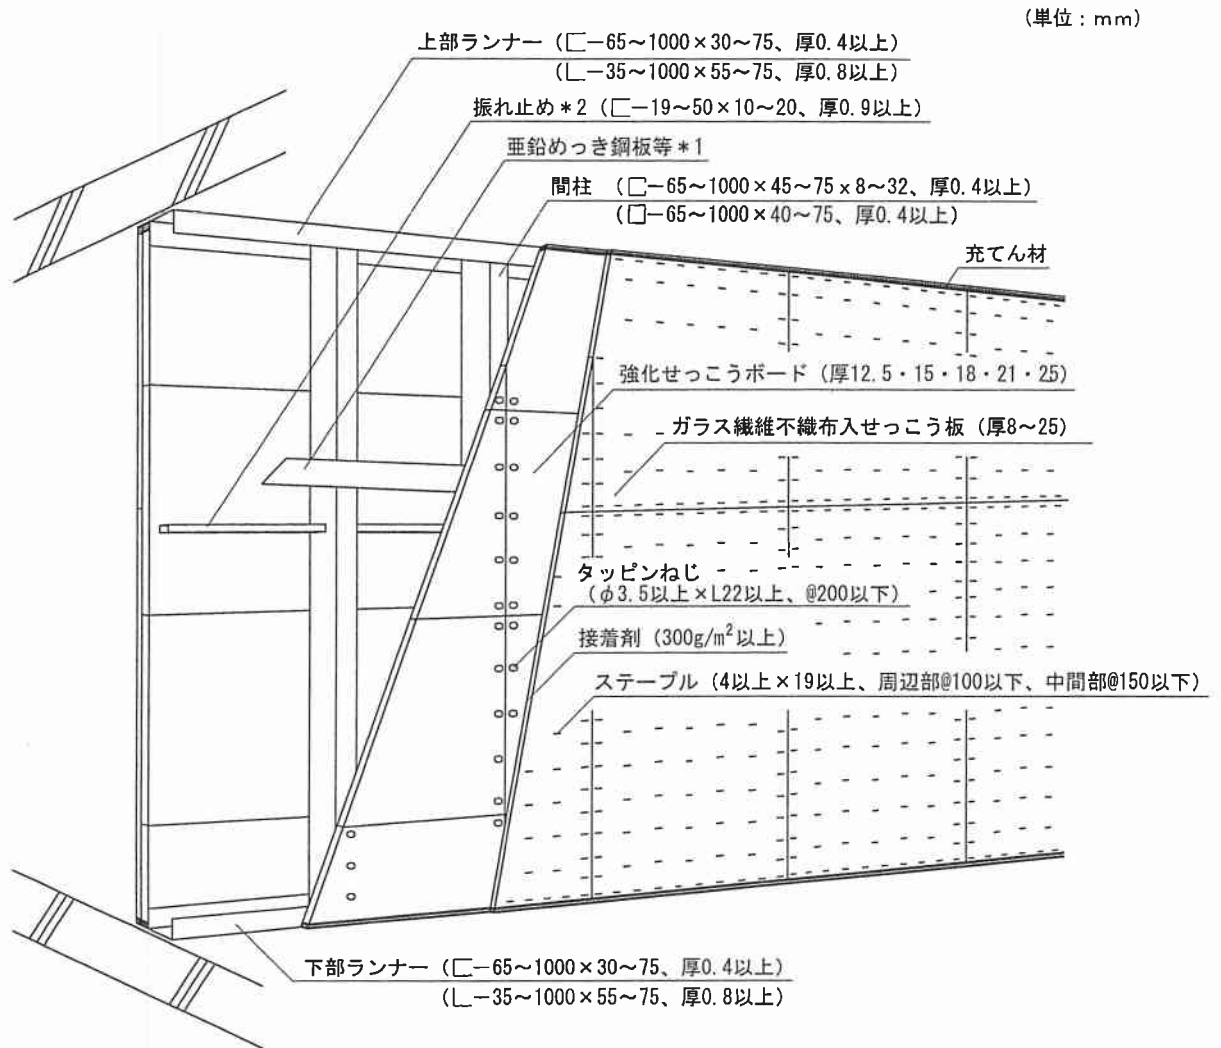 (単位：mm)
上部ランナー (⊏−65〜1000×30〜75、厚0.4以上)
(∟−35〜1000×55〜75、厚0.8以上)
振れ止め＊2 (⊏−19〜50×10〜20、厚0.9以上)
亜鉛めっき鋼板等＊1
間柱 (□−65〜1000×45〜75×8〜32、厚0.4以上)
(□−65〜1000×40〜75、厚0.4以上)
充てん材
強化せっこうボード (厚12.5・15・18・21・25)
ガラス繊維不織布入せっこう板 (厚8〜25)
タッピンねじ
(φ3.5以上×L22以上、@200以下)
接着剤 (300g/m²以上)
ステープル (4以上×19以上、周辺部@100以下、中間部@150以下)
下部ランナー (⊏−65〜1000×30〜75、厚0.4以上)
(∟−35〜1000×55〜75、厚0.8以上)